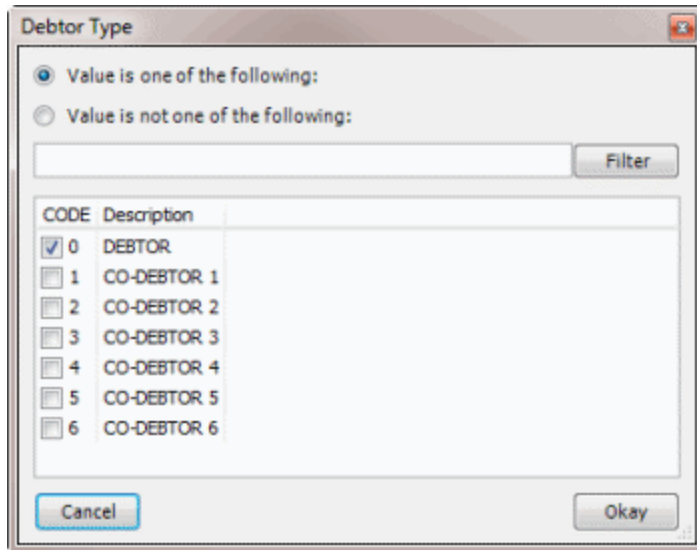 Debtor Type
Value is one of the following:
Value is not one of the following:
Filter
CODE Description
0 DEBTOR
1 CO-DEBTOR 1
2 CO-DEBTOR 2
3 CO-DEBTOR 3
4 CO-DEBTOR 4
5 CO-DEBTOR 5
6 CO-DEBTOR 6
Cancel Okay